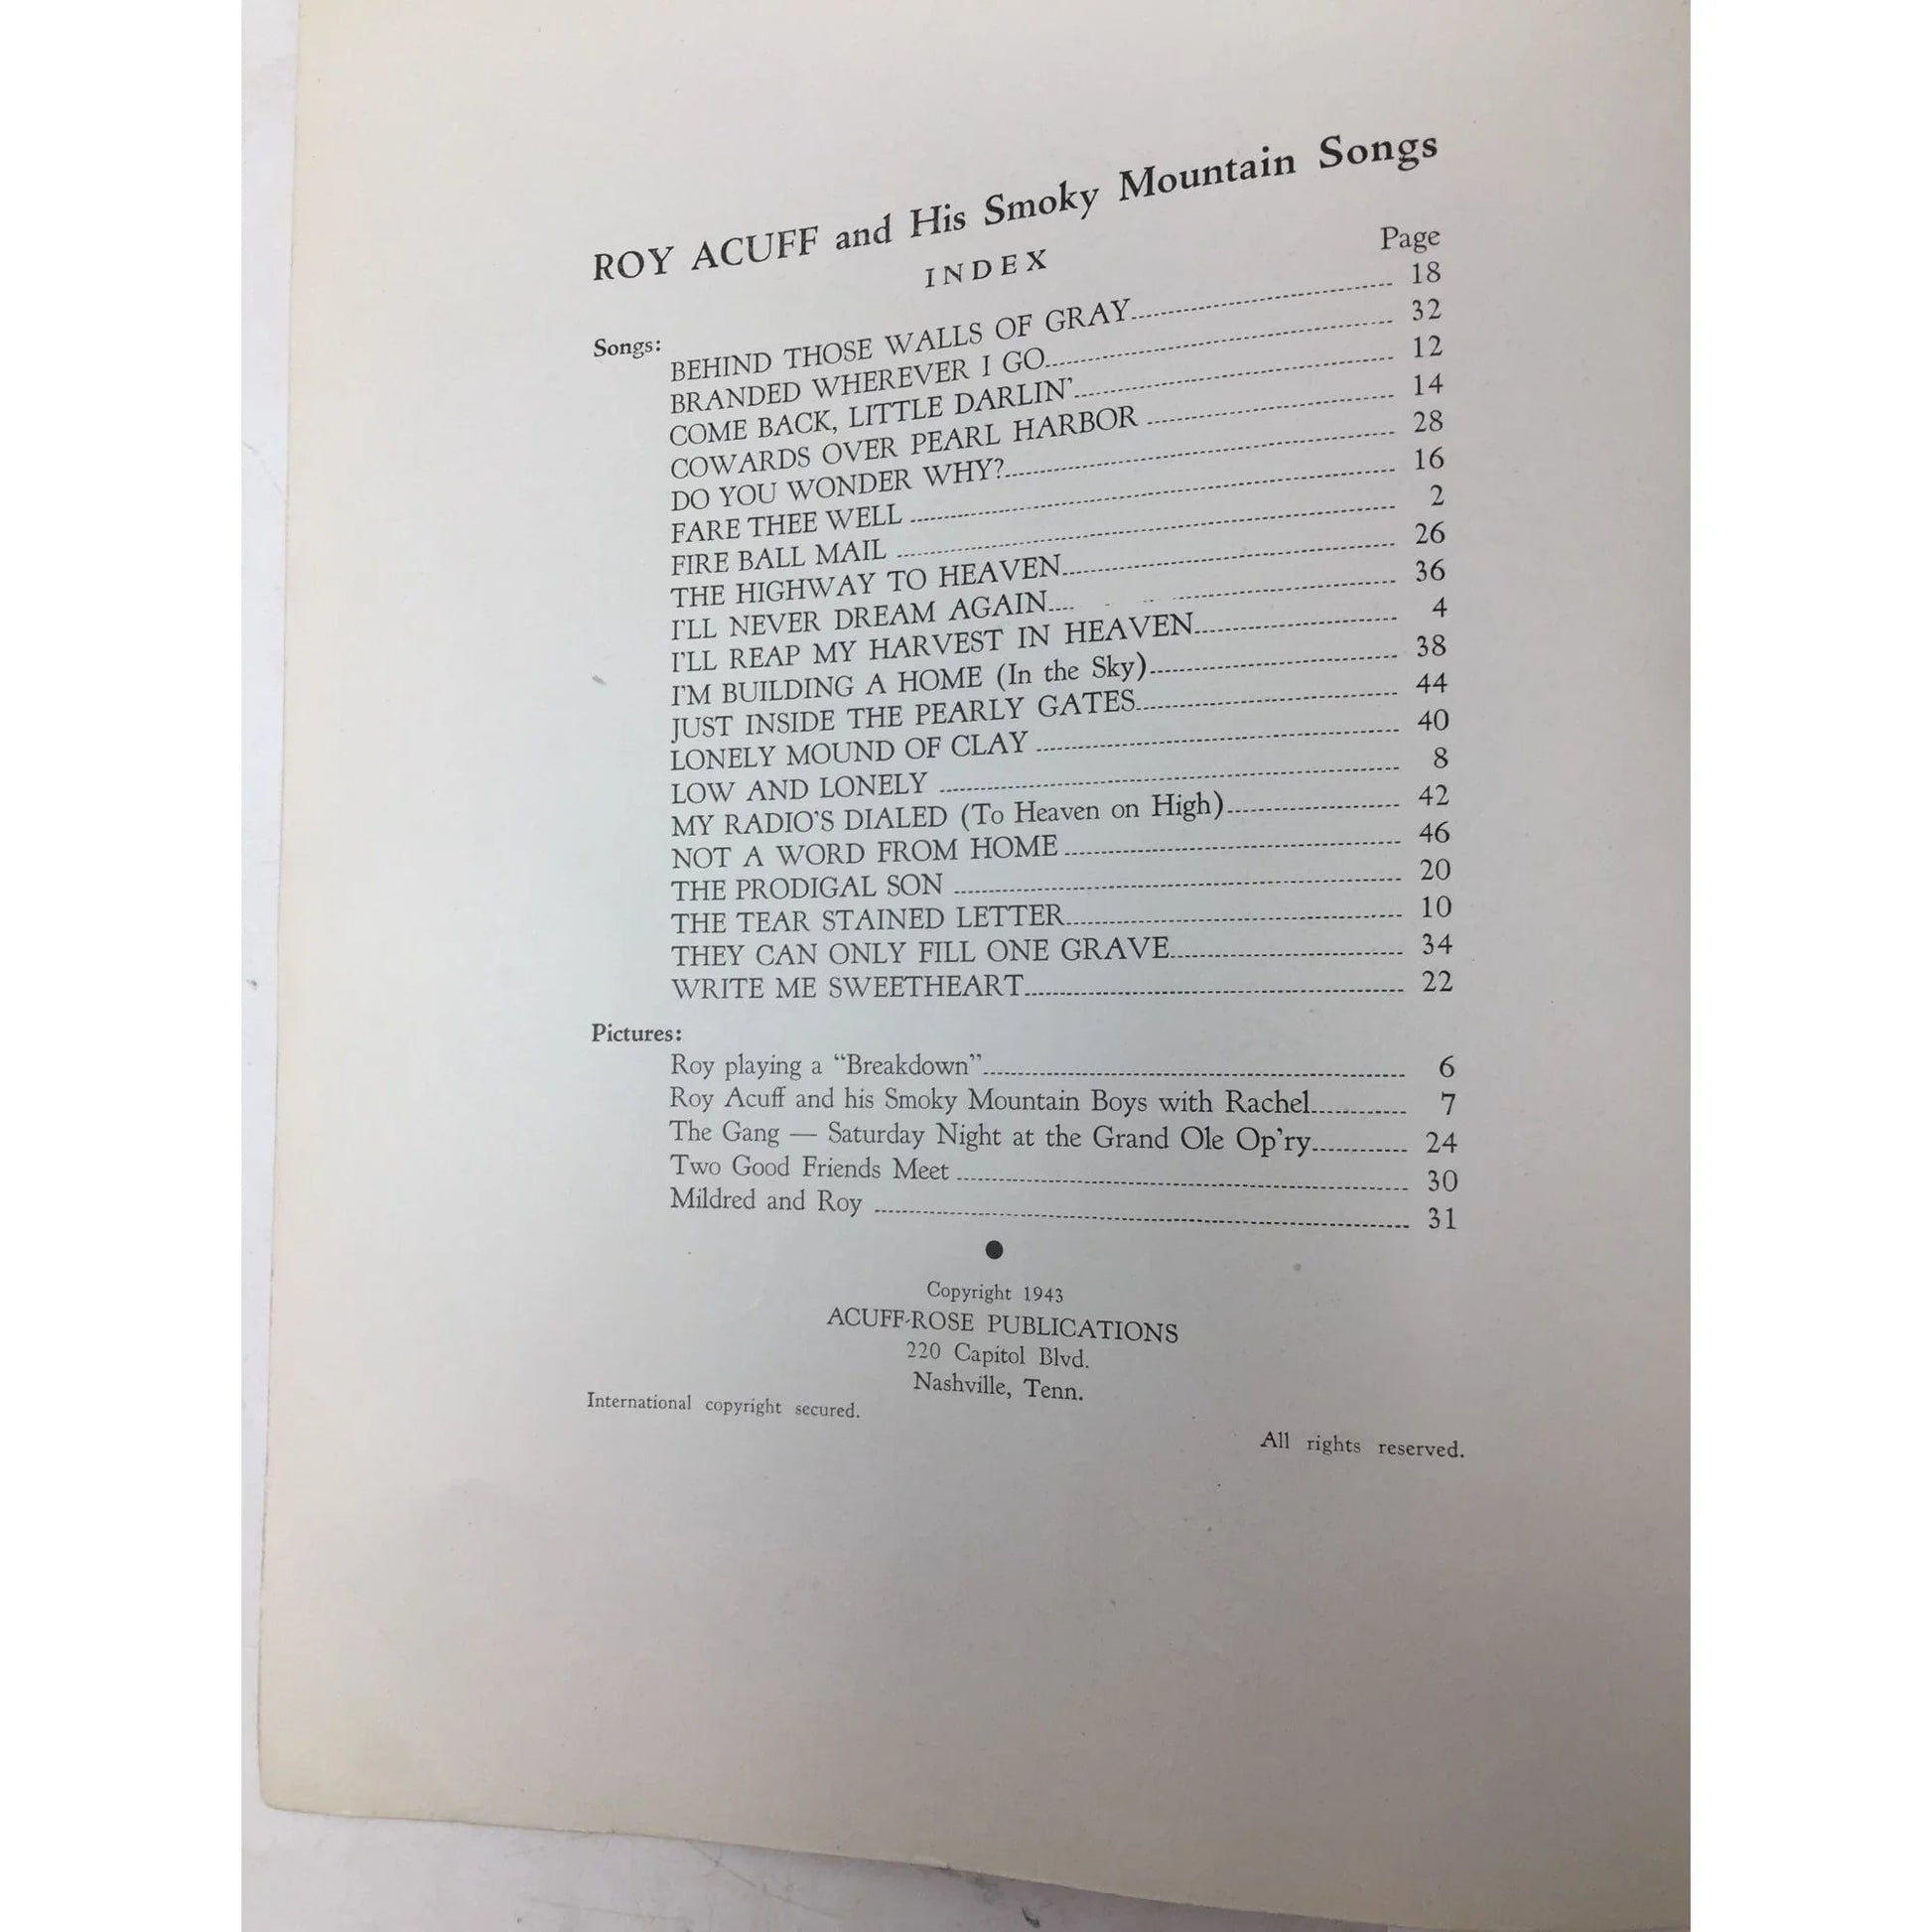 ROY ACUFF and His Smoky Mountain Songs
INDEX
Page
Songs:
BEHIND THOSE WALLS OF GRAY 18
BRANDED WHEREVER I GO 32
COME BACK, LITTLE DARLIN' 12
COWARDS OVER PEARL HARBOR 14
DO YOU WONDER WHY? 28
FARE THEE WELL 16
FIRE BALL MAIL 2
THE HIGHWAY TO HEAVEN 26
I'LL NEVER DREAM AGAIN 36
I'LL REAP MY HARVEST IN HEAVEN 4
I'M BUILDING A HOME (In the Sky) 38
JUST INSIDE THE PEARLY GATES 44
LONELY MOUND OF CLAY 40
LOW AND LONELY 8
MY RADIO'S DIALED (To Heaven on High) 42
NOT A WORD FROM HOME 46
THE PRODIGAL SON 20
THE TEAR STAINED LETTER 10
THEY CAN ONLY FILL ONE GRAVE 34
WRITE ME SWEETHEART 22
Pictures:
Roy playing a "Breakdown" 6
Roy Acuff and his Smoky Mountain Boys with Rachel 7
The Gang — Saturday Night at the Grand Ole Op'ry 24
Two Good Friends Meet 30
Mildred and Roy 31
Copyright 1943
ACUFF-ROSE PUBLICATIONS
220 Capitol Blvd.
Nashville, Tenn.
International copyright secured.
All rights reserved.